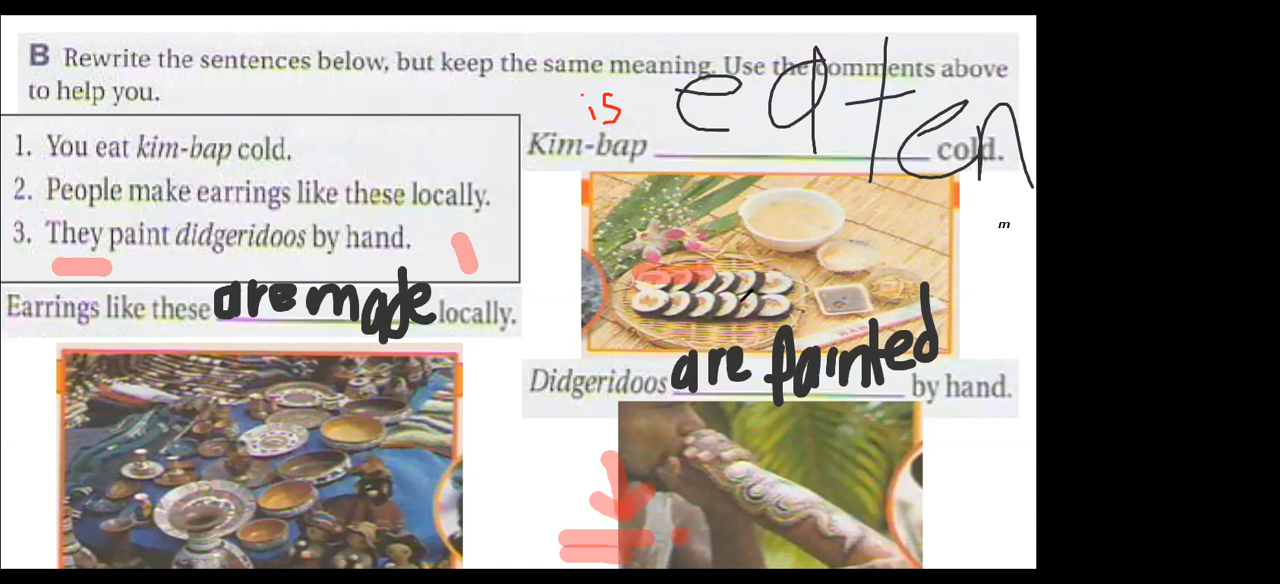 B Rewrite the sentences below, but keep the same meaning. Use the comments above
to help you.
1. You eat kim-bap cold.
2. People make earrings like these locally.
3. They paint didgeridoos by hand.
Kim-bap is eaten cold.
m
Earrings like these are made locally.
Didgeridoos are painted by hand.